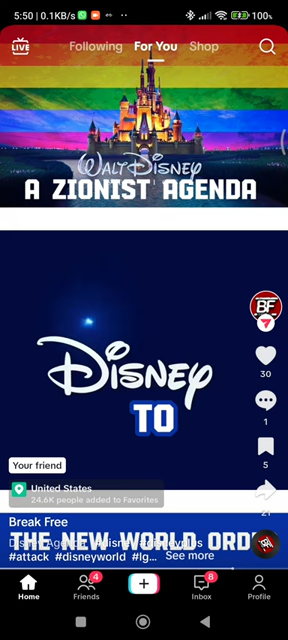 5:50 | 0.1KB/s
100%
LIVE
Following For You Shop
WALT DISNEY
A ZIONIST AGENDA
DISNEY
TO
BF
30
1
5
21
Your friend
United States
24.6K people added to Favorites
Break Free
THE NEW WORLD ORD
#attack #disneyworld #lg... See more
4
8
Home
Friends
Inbox
Profile